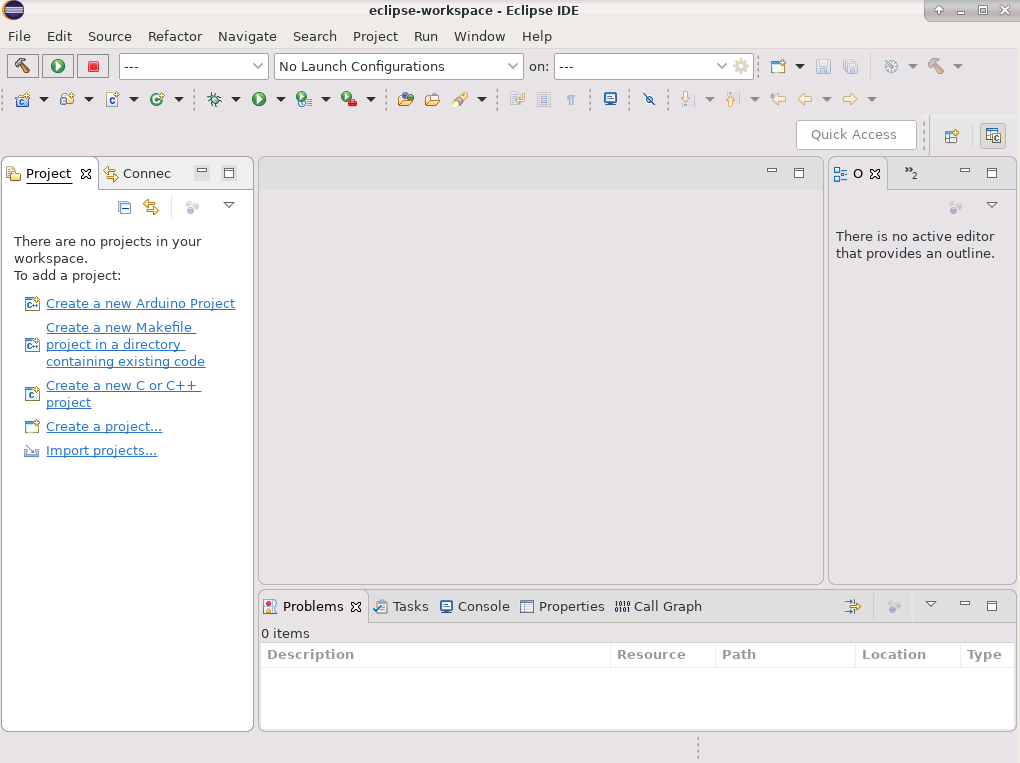 eclipse-workspace - Eclipse IDE
File Edit Source Refactor Navigate Search Project Run Window Help
--- No Launch Configurations on: ---
Quick Access
Project Connec
O »2
There are no projects in your
workspace.
To add a project:
Create a new Arduino Project
Create a new Makefile
project in a directory
containing existing code
Create a new C or C++
project
Create a project...
Import projects...
There is no active editor
that provides an outline.
Problems Tasks Console Properties Call Graph
0 items
Description Resource Path Location Type